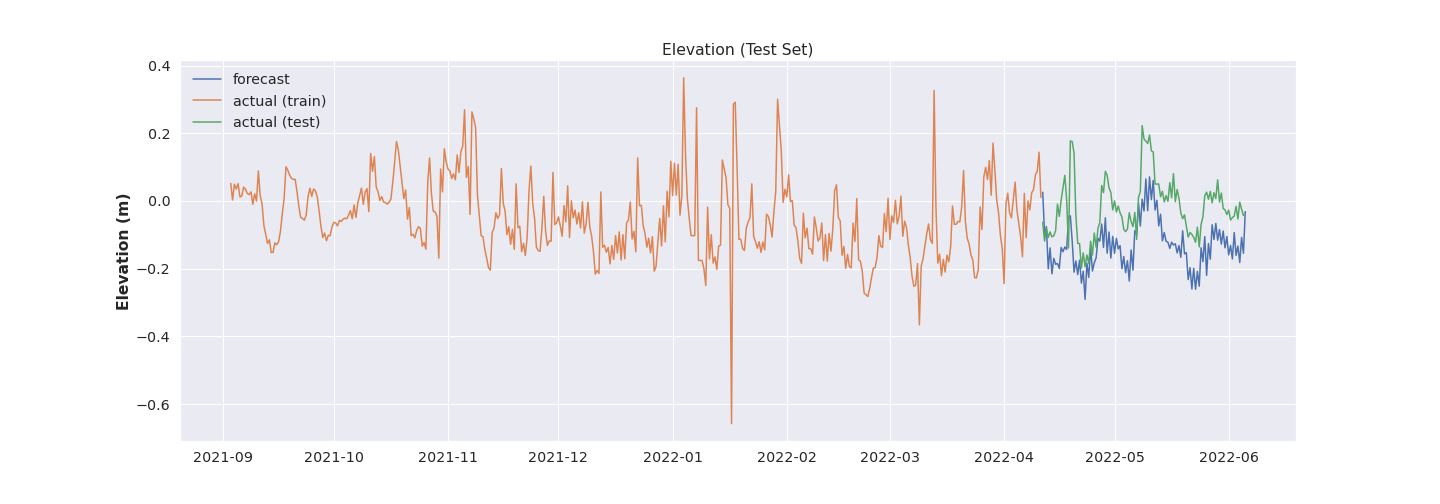 Elevation (Test Set)
forecast
actual (train)
actual (test)
Elevation (m)
0.4
0.2
0.0
−0.2
−0.4
−0.6
2021-09 2021-10 2021-11 2021-12 2022-01 2022-02 2022-03 2022-04 2022-05 2022-06